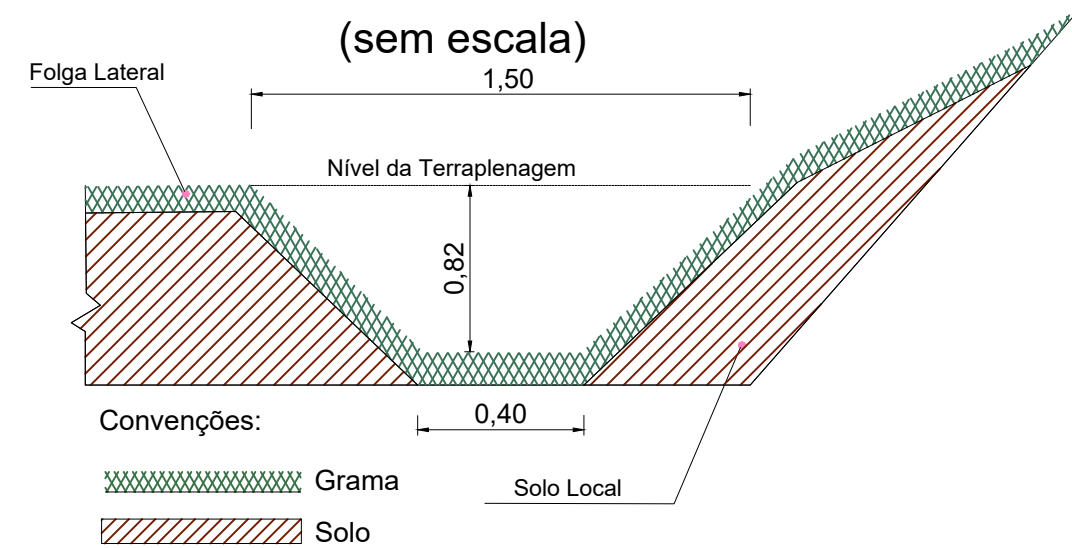 (sem escala)
Folga Lateral
1,50
Nível da Terraplenagem
0,82
0,40
Convenções:
Grama
Solo Local
Solo